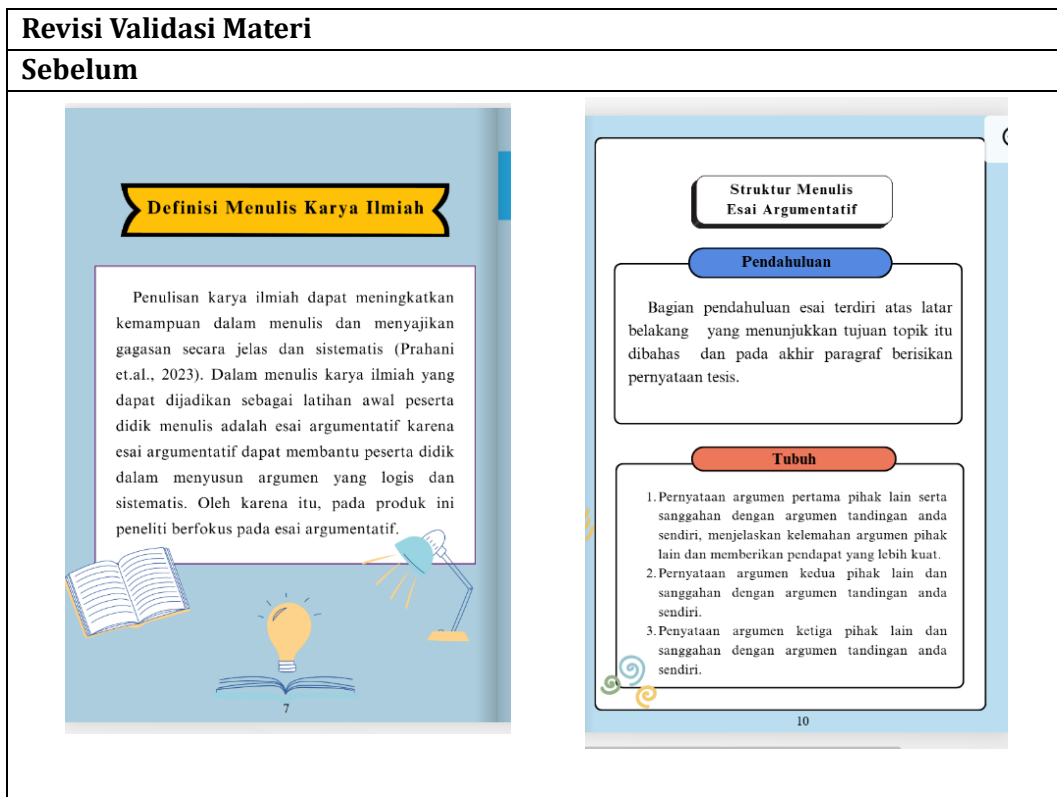 Revisi Validasi Materi
Sebelum
Definisi Menulis Karya Ilmiah
Penulisan karya ilmiah dapat meningkatkan
kemampuan dalam menulis dan menyajikan
gagasan secara jelas dan sistematis (Prahani
et.al., 2023). Dalam menulis karya ilmiah yang
dapat dijadikan sebagai latihan awal peserta
didik menulis adalah esai argumentatif karena
esai argumentatif dapat membantu peserta didik
dalam menyusun argumen yang logis dan
sistematis. Oleh karena itu, pada produk ini
peneliti berfokus pada esai argumentatif.
7
Struktur Menulis
Esai Argumentatif
Pendahuluan
Bagian pendahuluan esai terdiri atas latar
belakang yang menunjukkan tujuan topik itu
dibahas dan pada akhir paragraf berisikan
pernyataan tesis.
Tubuh
1. Pernyataan argumen pertama pihak lain serta
sanggahan dengan argumen tandingan anda
sendiri, menjelaskan kelemahan argumen pihak
lain dan memberikan pendapat yang lebih kuat.
2. Pernyataan argumen kedua pihak lain dan
sanggahan dengan argumen tandingan anda
sendiri.
3. Penyataan argumen ketiga pihak lain dan
sanggahan dengan argumen tandingan anda
sendiri.
10